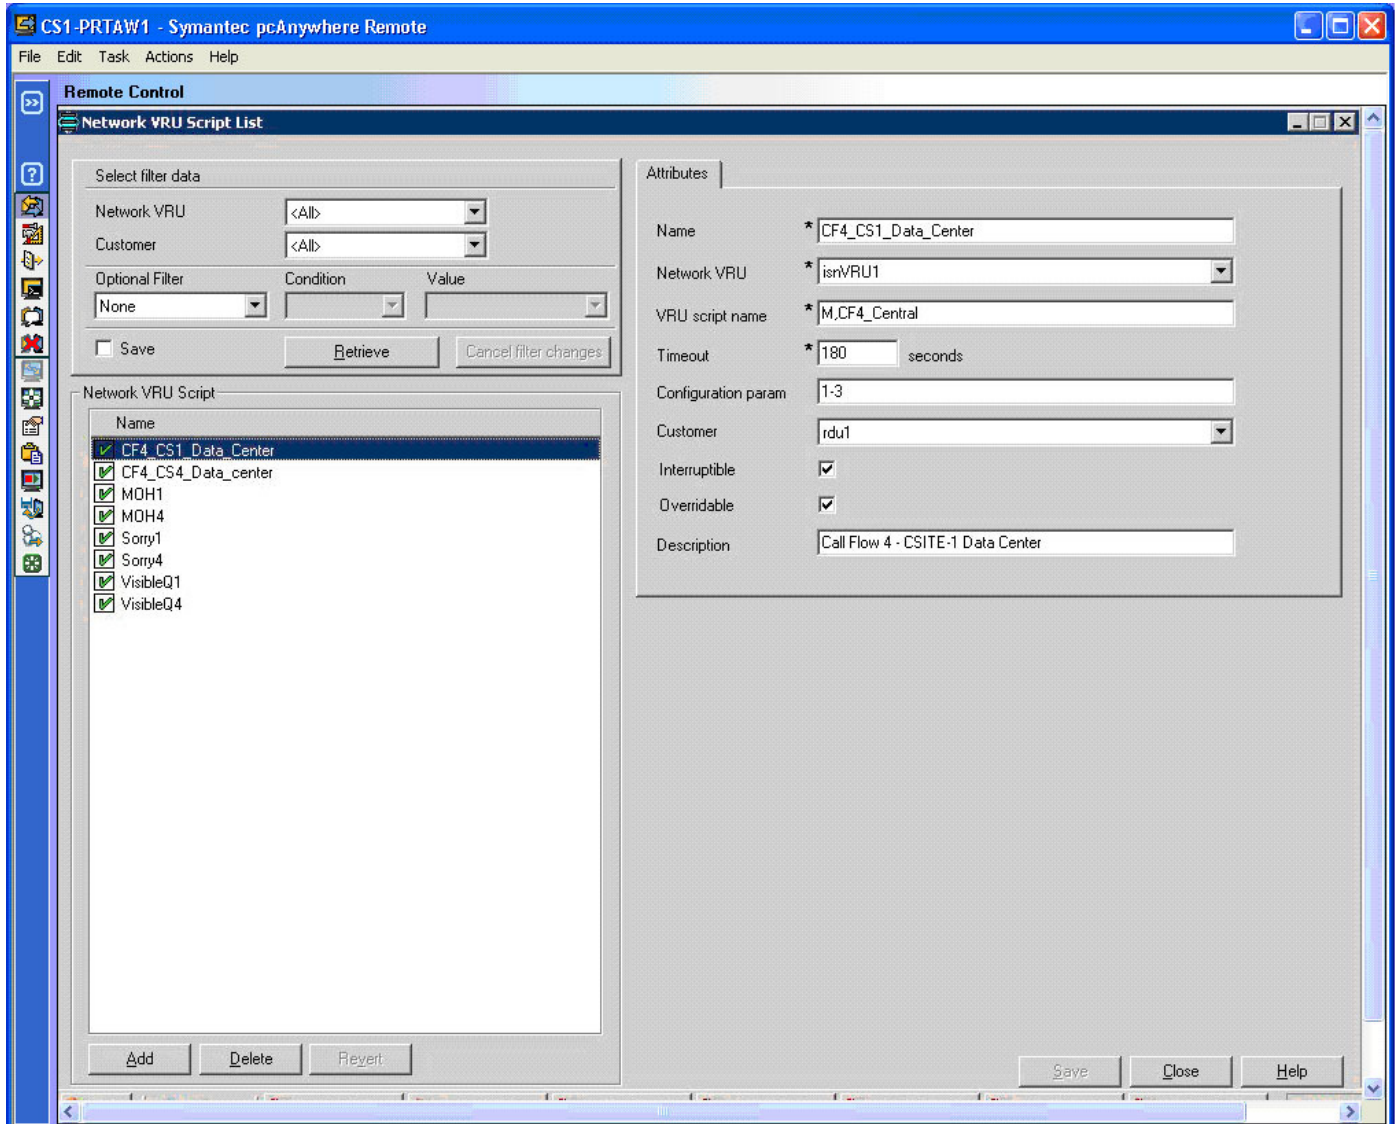 CS1-PRTAW1 - Symantec pcAnywhere Remote
File Edit Task Actions Help
Remote Control
Network VRU Script List
Select filter data
Network VRU <All>
Customer <All>
Optional Filter Condition Value
None
Save Retrieve Cancel filter changes
Network VRU Script
Name
CF4_CS1_Data_Center
CF4_CS4_Data_center
MOH1
MOH4
Sorry1
Sorry4
VisibleQ1
VisibleQ4
Add Delete Revert
Attributes
Name * CF4_CS1_Data_Center
Network VRU * isnVRU1
VRU script name * M,CF4_Central
Timeout * 180 seconds
Configuration param 1-3
Customer rdu1
Interruptible
Overridable
Description Call Flow 4 - CSITE-1 Data Center
Save Close Help